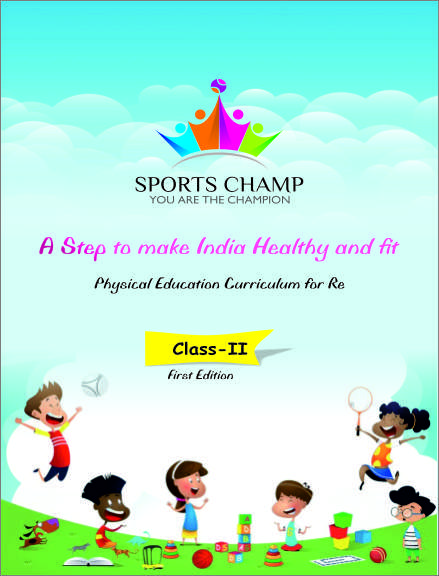 SPORTS CHAMP
YOU ARE THE CHAMPION
A Step to make India Healthy and fit
Physical Education Curriculum for Re
Class-II
First Edition